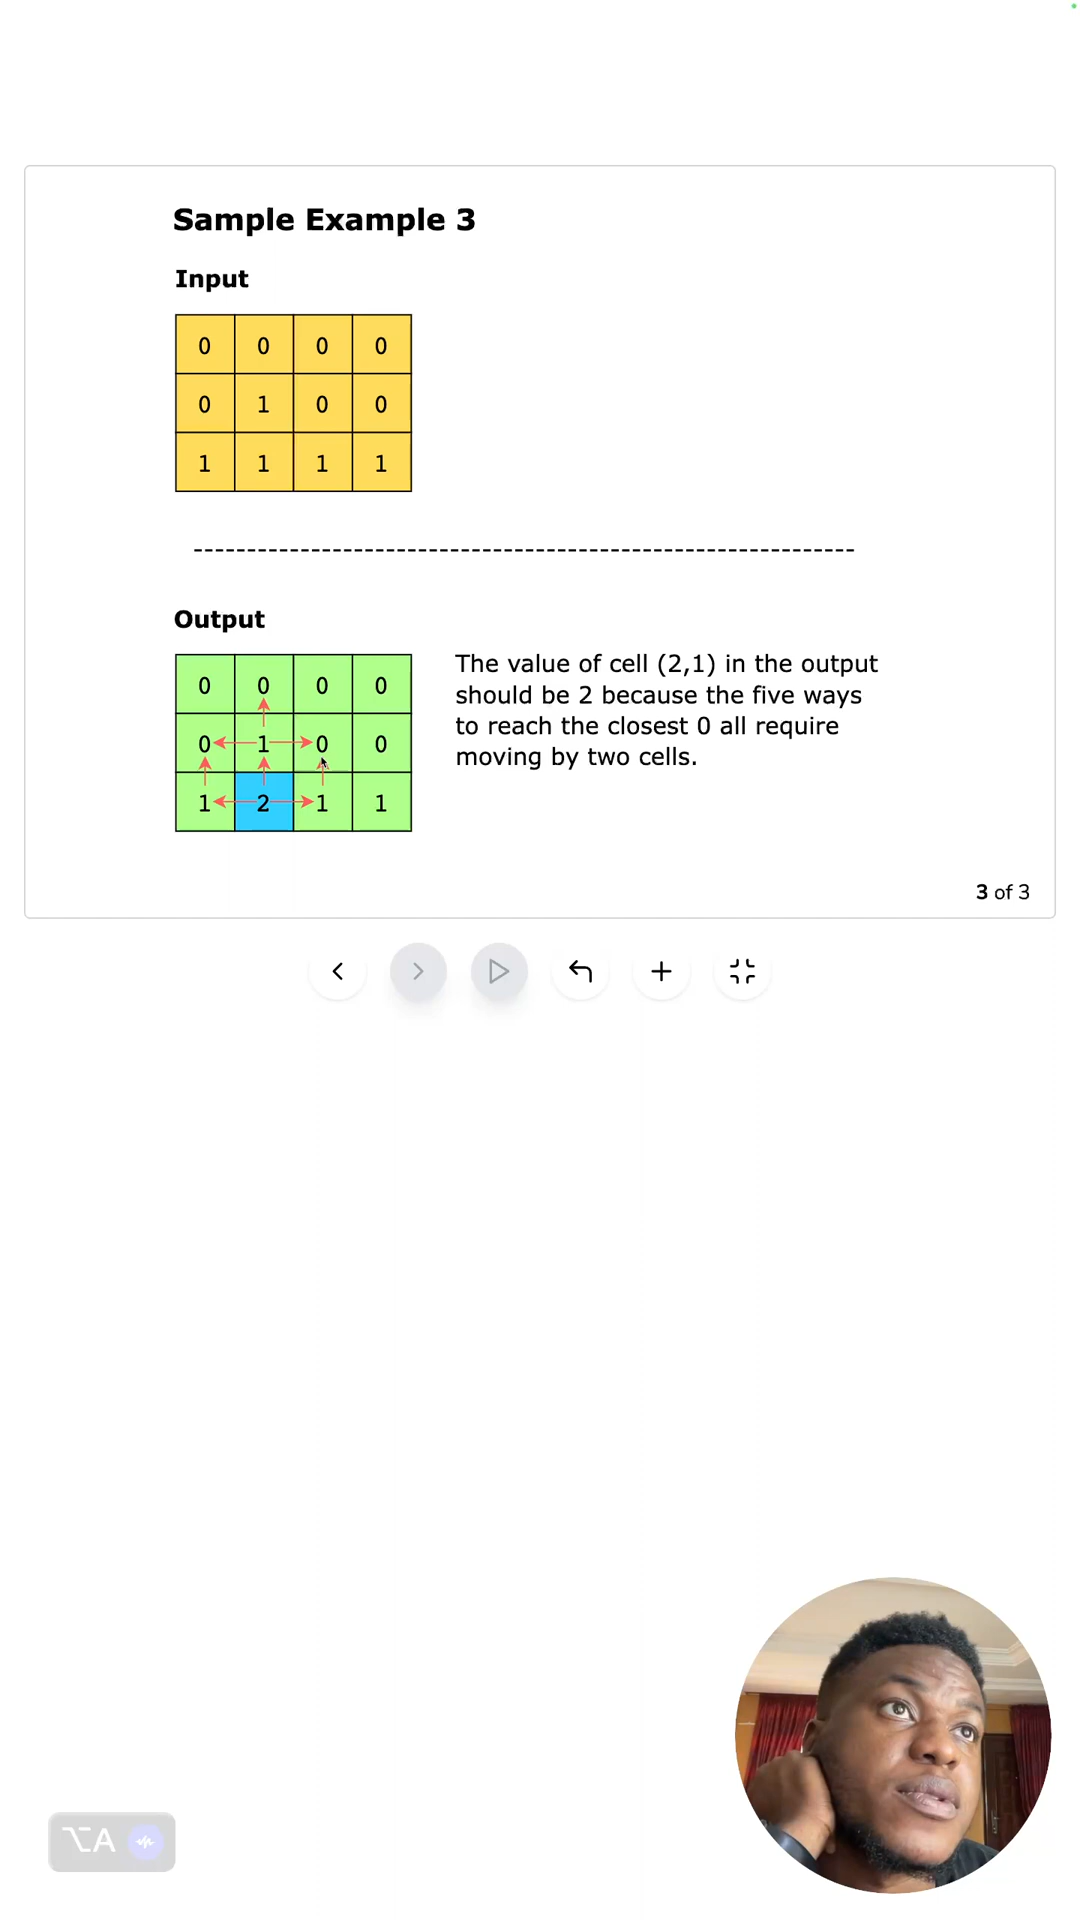 Sample Example 3
Input
0 0 0 0
0 1 0 0
1 1 1 1
--------------------------------------------------------------
Output
0 0 0 0
0 1 0 0
1 2 1 1
The value of cell (2,1) in the output
should be 2 because the five ways
to reach the closest 0 all require
moving by two cells.
3 of 3
⌥A